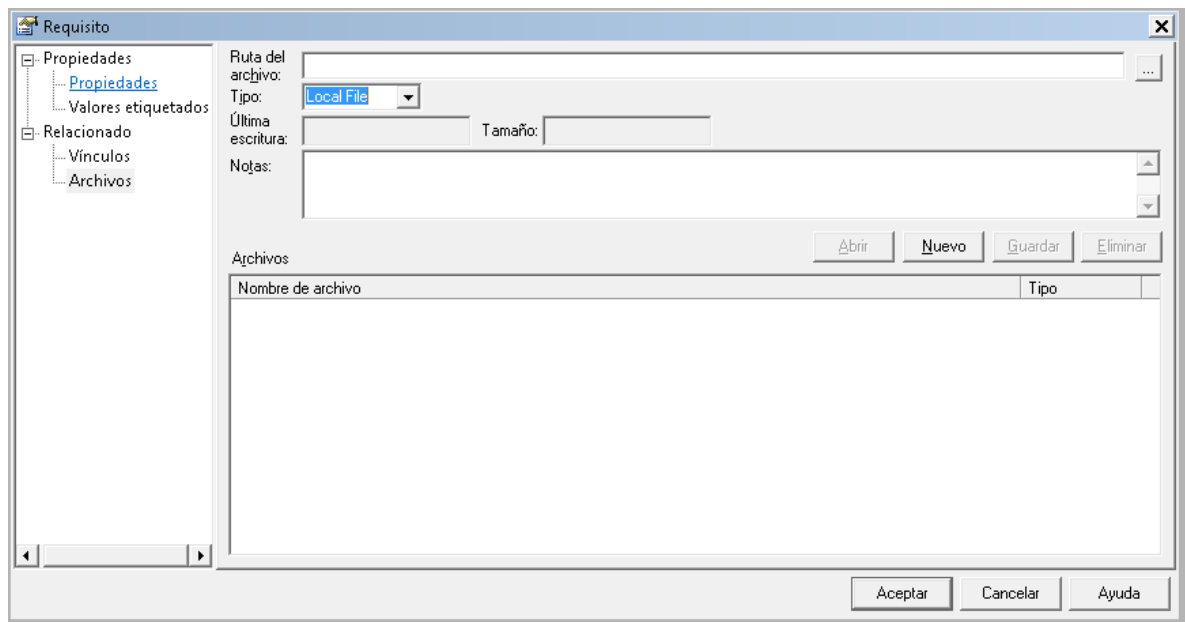 Requisito
Propiedades
Propiedades
Valores etiquetados
Relacionado
Vínculos
Archivos
Ruta del
archivo:
...
Tipo:
Local File
Última
escritura:
Tamaño:
Notas:
Abrir
Nuevo
Guardar
Eliminar
Archivos
Nombre de archivo
Tipo
Aceptar
Cancelar
Ayuda